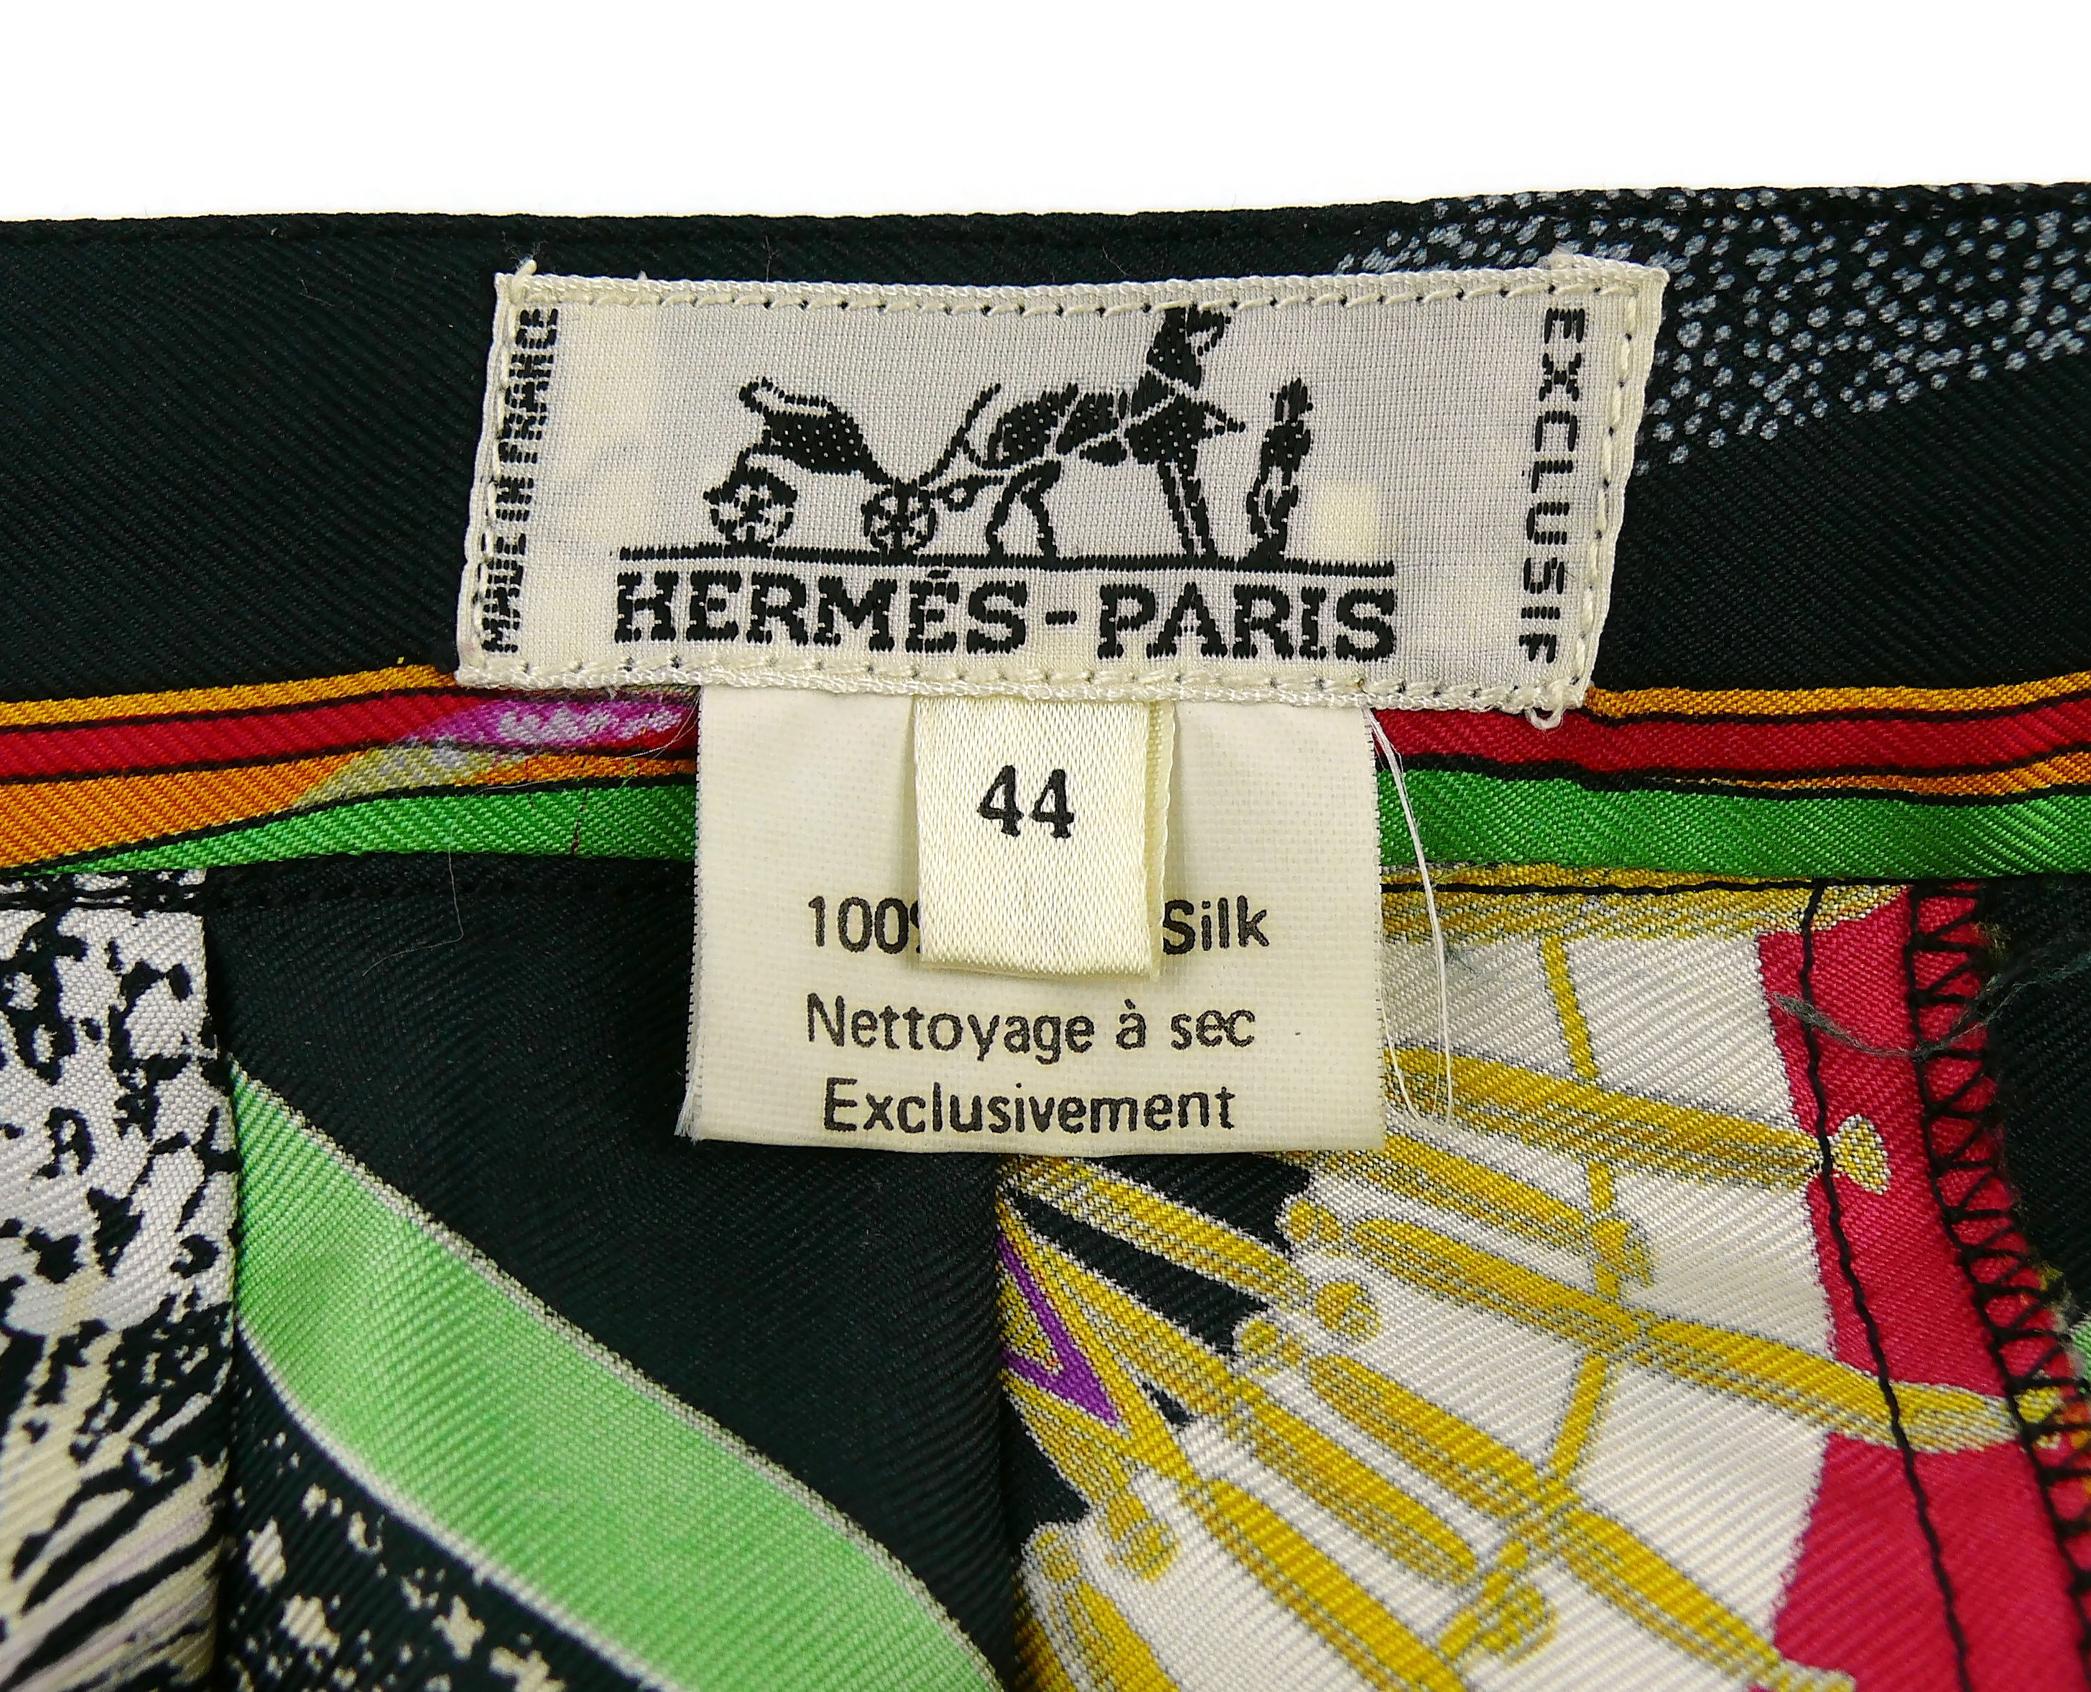 MADE IN FRANCE
EXCLUSIF
HERMÈS-PARIS
44
100% Silk
Nettoyage à sec
Exclusivement